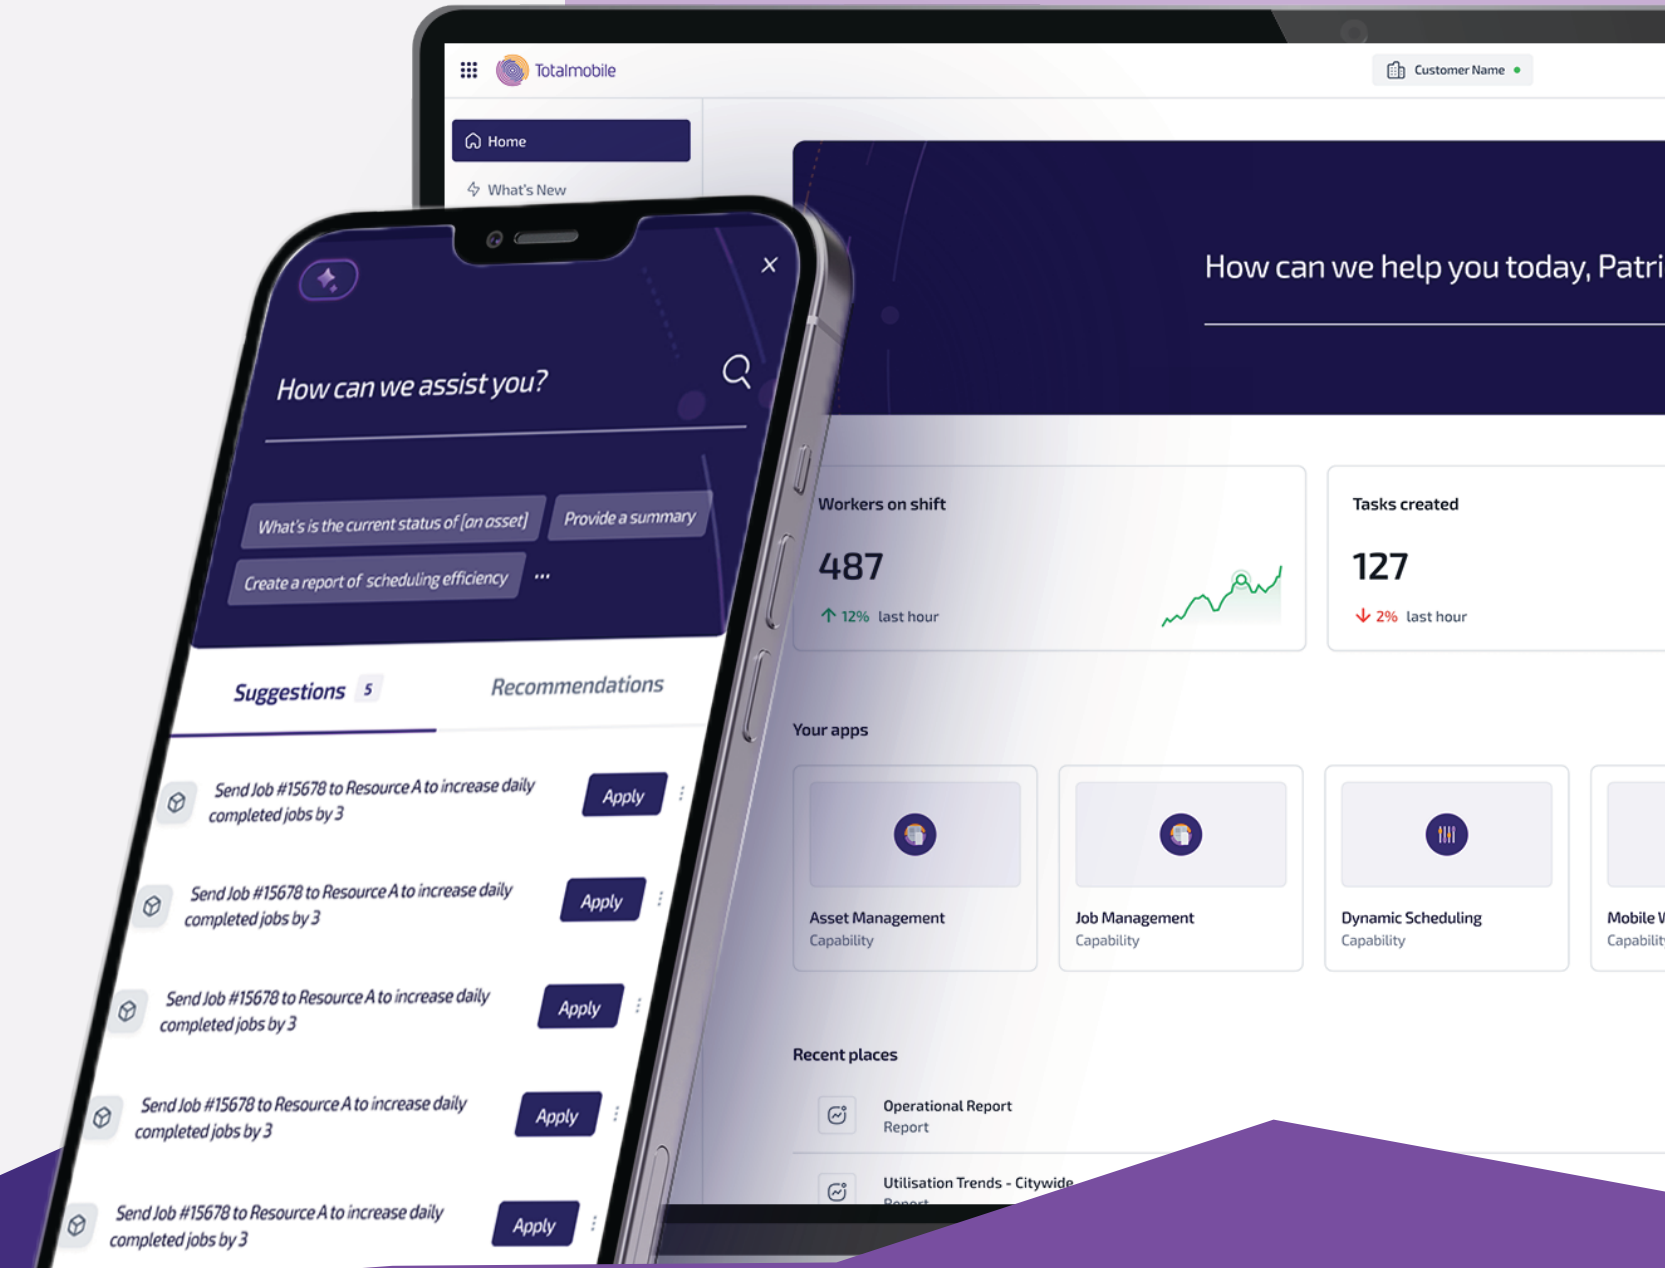 Totalmobile
Customer Name
Home
What's New
How can we help you today, Patri
Workers on shift
487
12% last hour
Tasks created
127
2% last hour
Your apps
Asset Management
Capability
Job Management
Capability
Dynamic Scheduling
Capability
Mobile W
Capability
Recent places
Operational Report
Report
Utilisation Trends - Citywide
Report
How can we assist you?
What's is the current status of [an asset]
Provide a summary
Create a report of scheduling efficiency
...
Suggestions 5
Recommendations
Send Job #15678 to Resource A to increase daily
completed jobs by 3
Apply
Send Job #15678 to Resource A to increase daily
completed jobs by 3
Apply
Send Job #15678 to Resource A to increase daily
completed jobs by 3
Apply
Send Job #15678 to Resource A to increase daily
completed jobs by 3
Apply
Send Job #15678 to Resource A to increase daily
completed jobs by 3
Apply